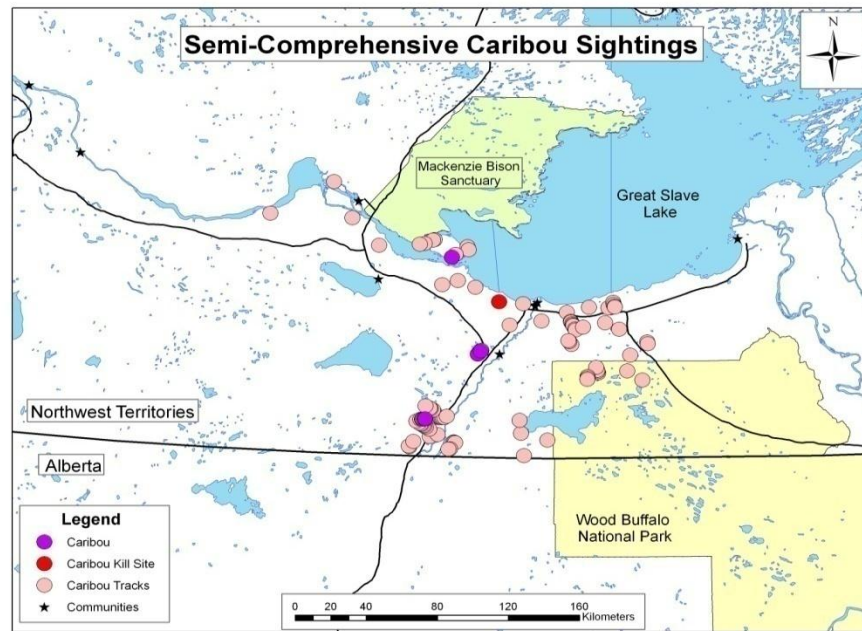 Semi-Comprehensive Caribou Sightings
N
Mackenzie Bison
Sanctuary
Great Slave
Lake
Northwest Territories
Alberta
Wood Buffalo
National Park
Legend
Caribou
Caribou Kill Site
Caribou Tracks
Communities
0 20 40 80 120 160
Kilometers